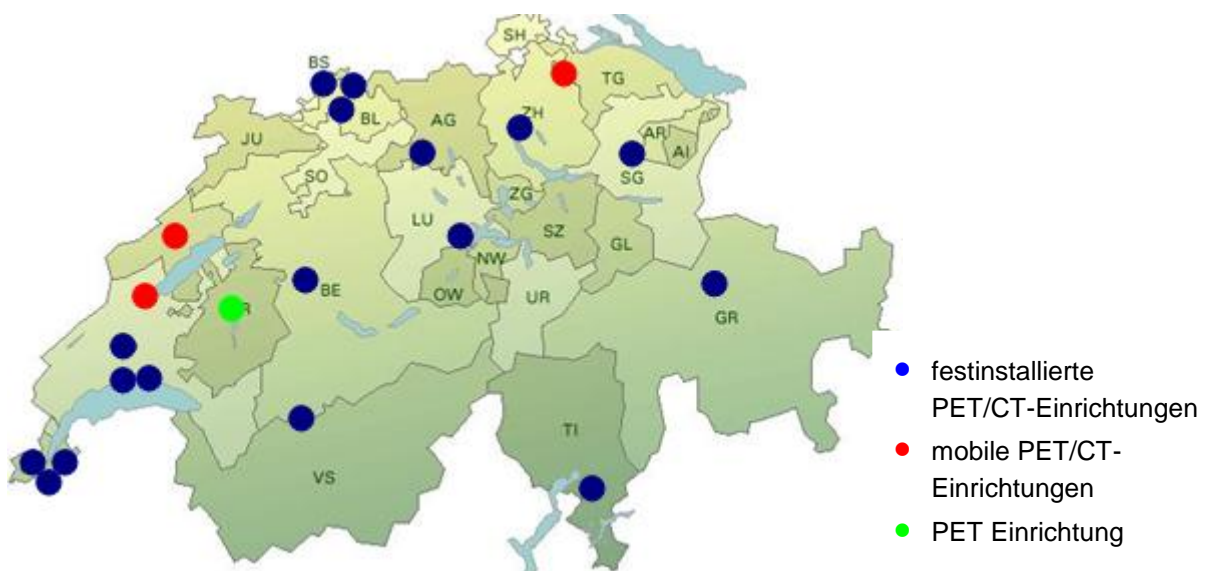 SH
BS
TG
ZH
BL
AG
JU
AR
AI
SO
SG
ZG
LU
SZ
GL
NW
OW
BE
UR
GR
R
TI
VS
festinstallierte
PET/CT-Einrichtungen
mobile PET/CT-
Einrichtungen
PET Einrichtung